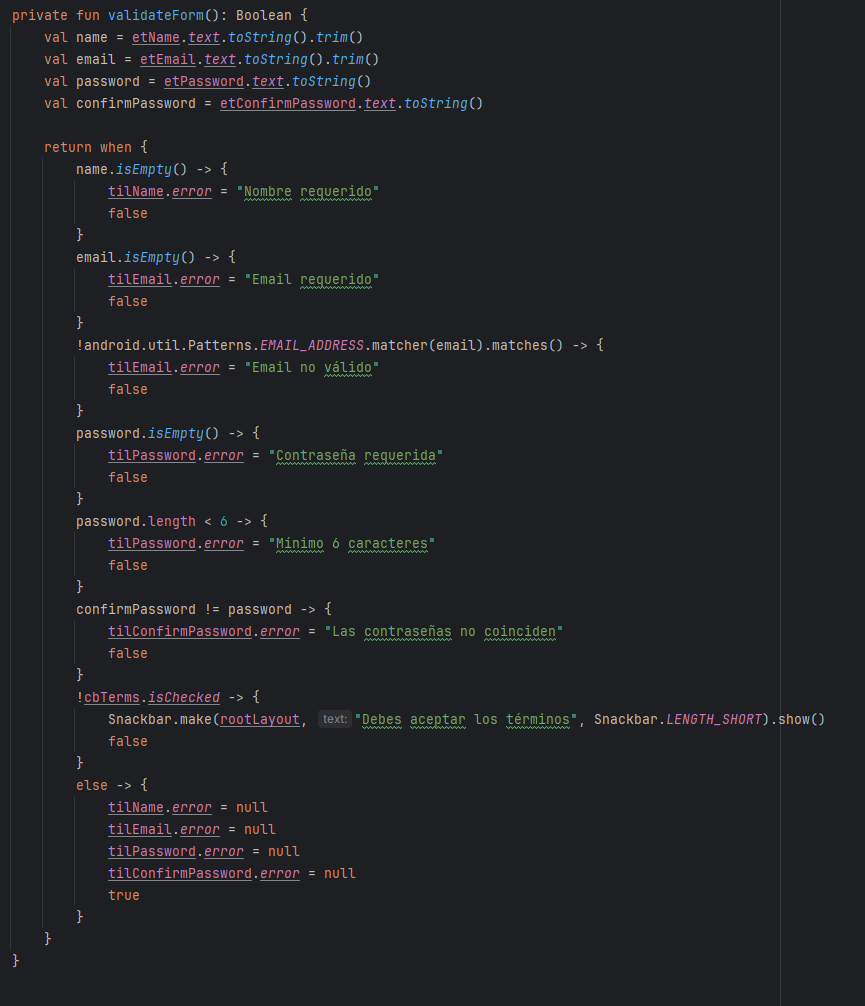 private fun validateForm(): Boolean {
    val name = etName.text.toString().trim()
    val email = etEmail.text.toString().trim()
    val password = etPassword.text.toString()
    val confirmPassword = etConfirmPassword.text.toString()

    return when {
        name.isEmpty() -> {
            tilName.error = "Nombre requerido"
            false
        }
        email.isEmpty() -> {
            tilEmail.error = "Email requerido"
            false
        }
        !android.util.Patterns.EMAIL_ADDRESS.matcher(email).matches() -> {
            tilEmail.error = "Email no válido"
            false
        }
        password.isEmpty() -> {
            tilPassword.error = "Contraseña requerida"
            false
        }
        password.length < 6 -> {
            tilPassword.error = "Mínimo 6 caracteres"
            false
        }
        confirmPassword != password -> {
            tilConfirmPassword.error = "Las contraseñas no coinciden"
            false
        }
        !cbTerms.isChecked -> {
            Snackbar.make(rootLayout, text: "Debes aceptar los términos", Snackbar.LENGTH_SHORT).show()
            false
        }
        else -> {
            tilName.error = null
            tilEmail.error = null
            tilPassword.error = null
            tilConfirmPassword.error = null
            true
        }
    }
}